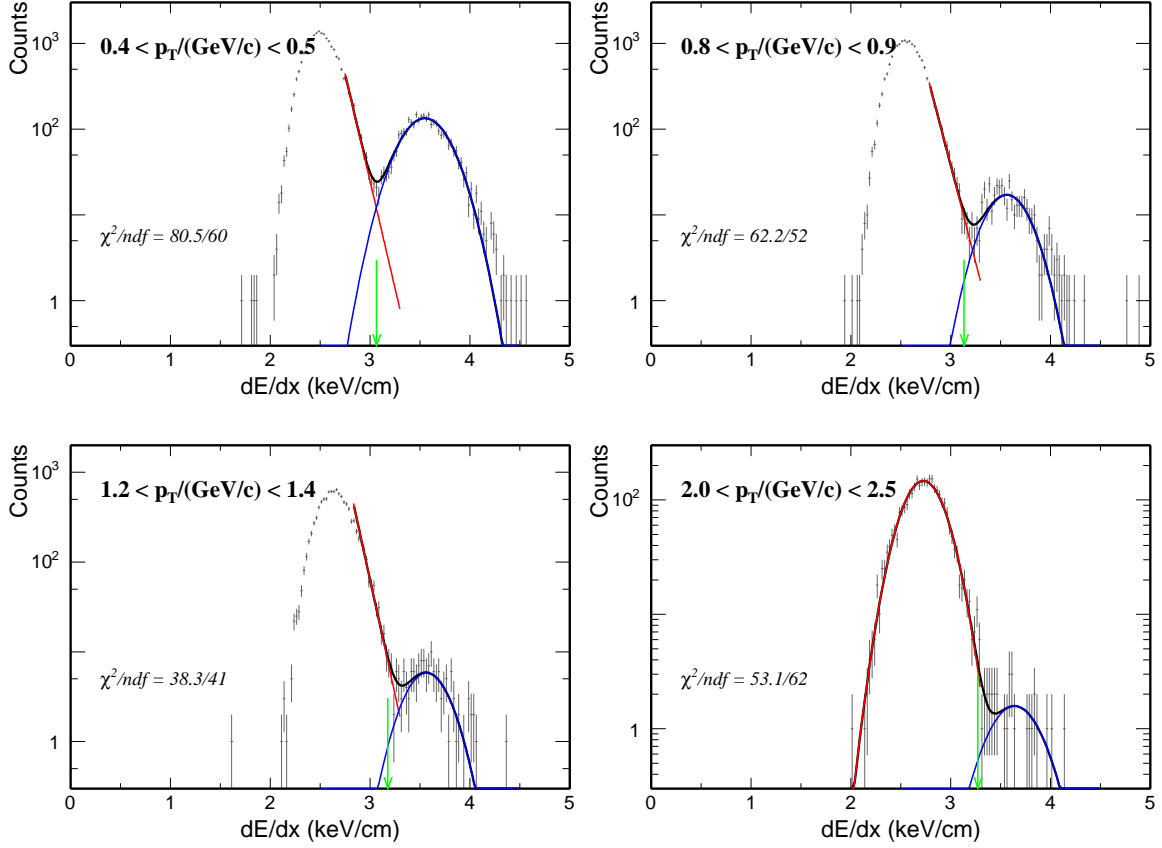 Counts
10³
10²
1
0.4 < p_T/(GeV/c) < 0.5
χ²/ndf = 80.5/60
0 1 2 3 4 5
dE/dx (keV/cm)
Counts
10³
10²
1
0.8 < p_T/(GeV/c) < 0.9
χ²/ndf = 62.2/52
0 1 2 3 4 5
dE/dx (keV/cm)
Counts
10³
10²
1
1.2 < p_T/(GeV/c) < 1.4
χ²/ndf = 38.3/41
0 1 2 3 4 5
dE/dx (keV/cm)
Counts
10²
1
2.0 < p_T/(GeV/c) < 2.5
χ²/ndf = 53.1/62
0 1 2 3 4 5
dE/dx (keV/cm)